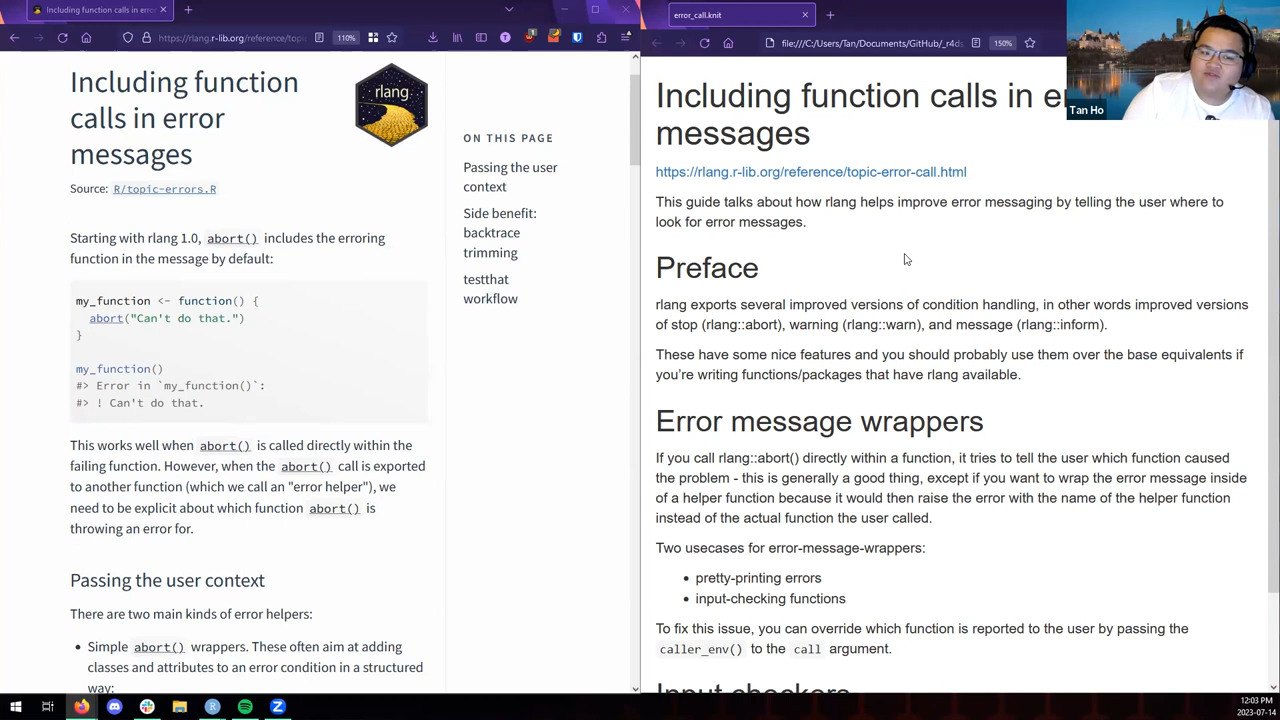 Including function calls in erro
https://rlang.r-lib.org/reference/topi
110%
Including function
calls in error
messages
rlang
Source: R/topic-errors.R
Starting with rlang 1.0, abort() includes the erroring
function in the message by default:
my_function <- function() {
abort("Can't do that.")
}
my_function()
#> Error in `my_function()`:
#> ! Can't do that.
This works well when abort() is called directly within the
failing function. However, when the abort() call is exported
to another function (which we call an "error helper"), we
need to be explicit about which function abort() is
throwing an error for.
Passing the user context
There are two main kinds of error helpers:
• Simple abort() wrappers. These often aim at adding
classes and attributes to an error condition in a structured
way:
ON THIS PAGE
Passing the user
context
Side benefit:
backtrace
trimming
testthat
workflow
error_call.knit
file:///C:/Users/Tan/Documents/GitHub/_r4ds
150%
Tan Ho
Including function calls in er
messages
https://rlang.r-lib.org/reference/topic-error-call.html
This guide talks about how rlang helps improve error messaging by telling the user where to
look for error messages.
Preface
rlang exports several improved versions of condition handling, in other words improved versions
of stop (rlang::abort), warning (rlang::warn), and message (rlang::inform).
These have some nice features and you should probably use them over the base equivalents if
you're writing functions/packages that have rlang available.
Error message wrappers
If you call rlang::abort() directly within a function, it tries to tell the user which function caused
the problem - this is generally a good thing, except if you want to wrap the error message inside
of a helper function because it would then raise the error with the name of the helper function
instead of the actual function the user called.
Two usecases for error-message-wrappers:
• pretty-printing errors
• input-checking functions
To fix this issue, you can override which function is reported to the user by passing the
caller_env() to the call argument.
Input checkers
12:03 PM
2023-07-14